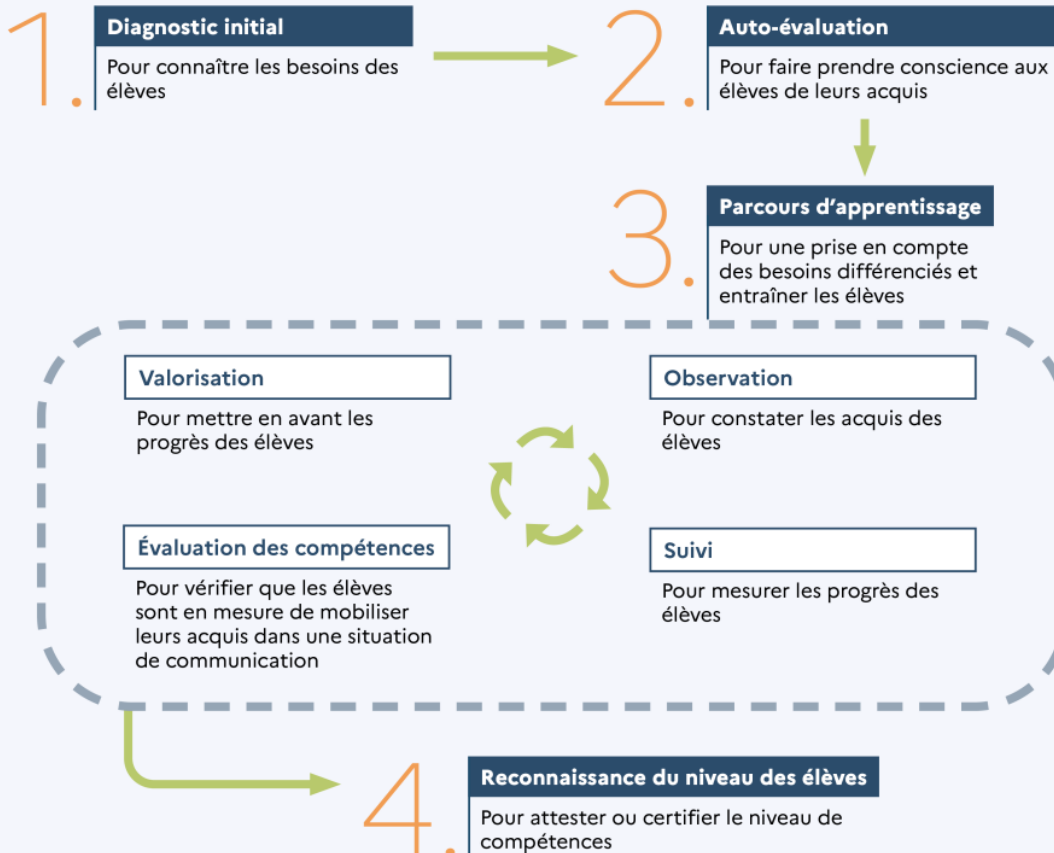 1.
Diagnostic initial
Pour connaître les besoins des
élèves
2.
Auto-évaluation
Pour faire prendre conscience aux
élèves de leurs acquis
3.
Parcours d’apprentissage
Pour une prise en compte
des besoins différenciés et
entraîner les élèves
Valorisation
Pour mettre en avant les
progrès des élèves
Observation
Pour constater les acquis des
élèves
Évaluation des compétences
Pour vérifier que les élèves
sont en mesure de mobiliser
leurs acquis dans une situation
de communication
Suivi
Pour mesurer les progrès des
élèves
4.
Reconnaissance du niveau des élèves
Pour attester ou certifier le niveau de
compétences